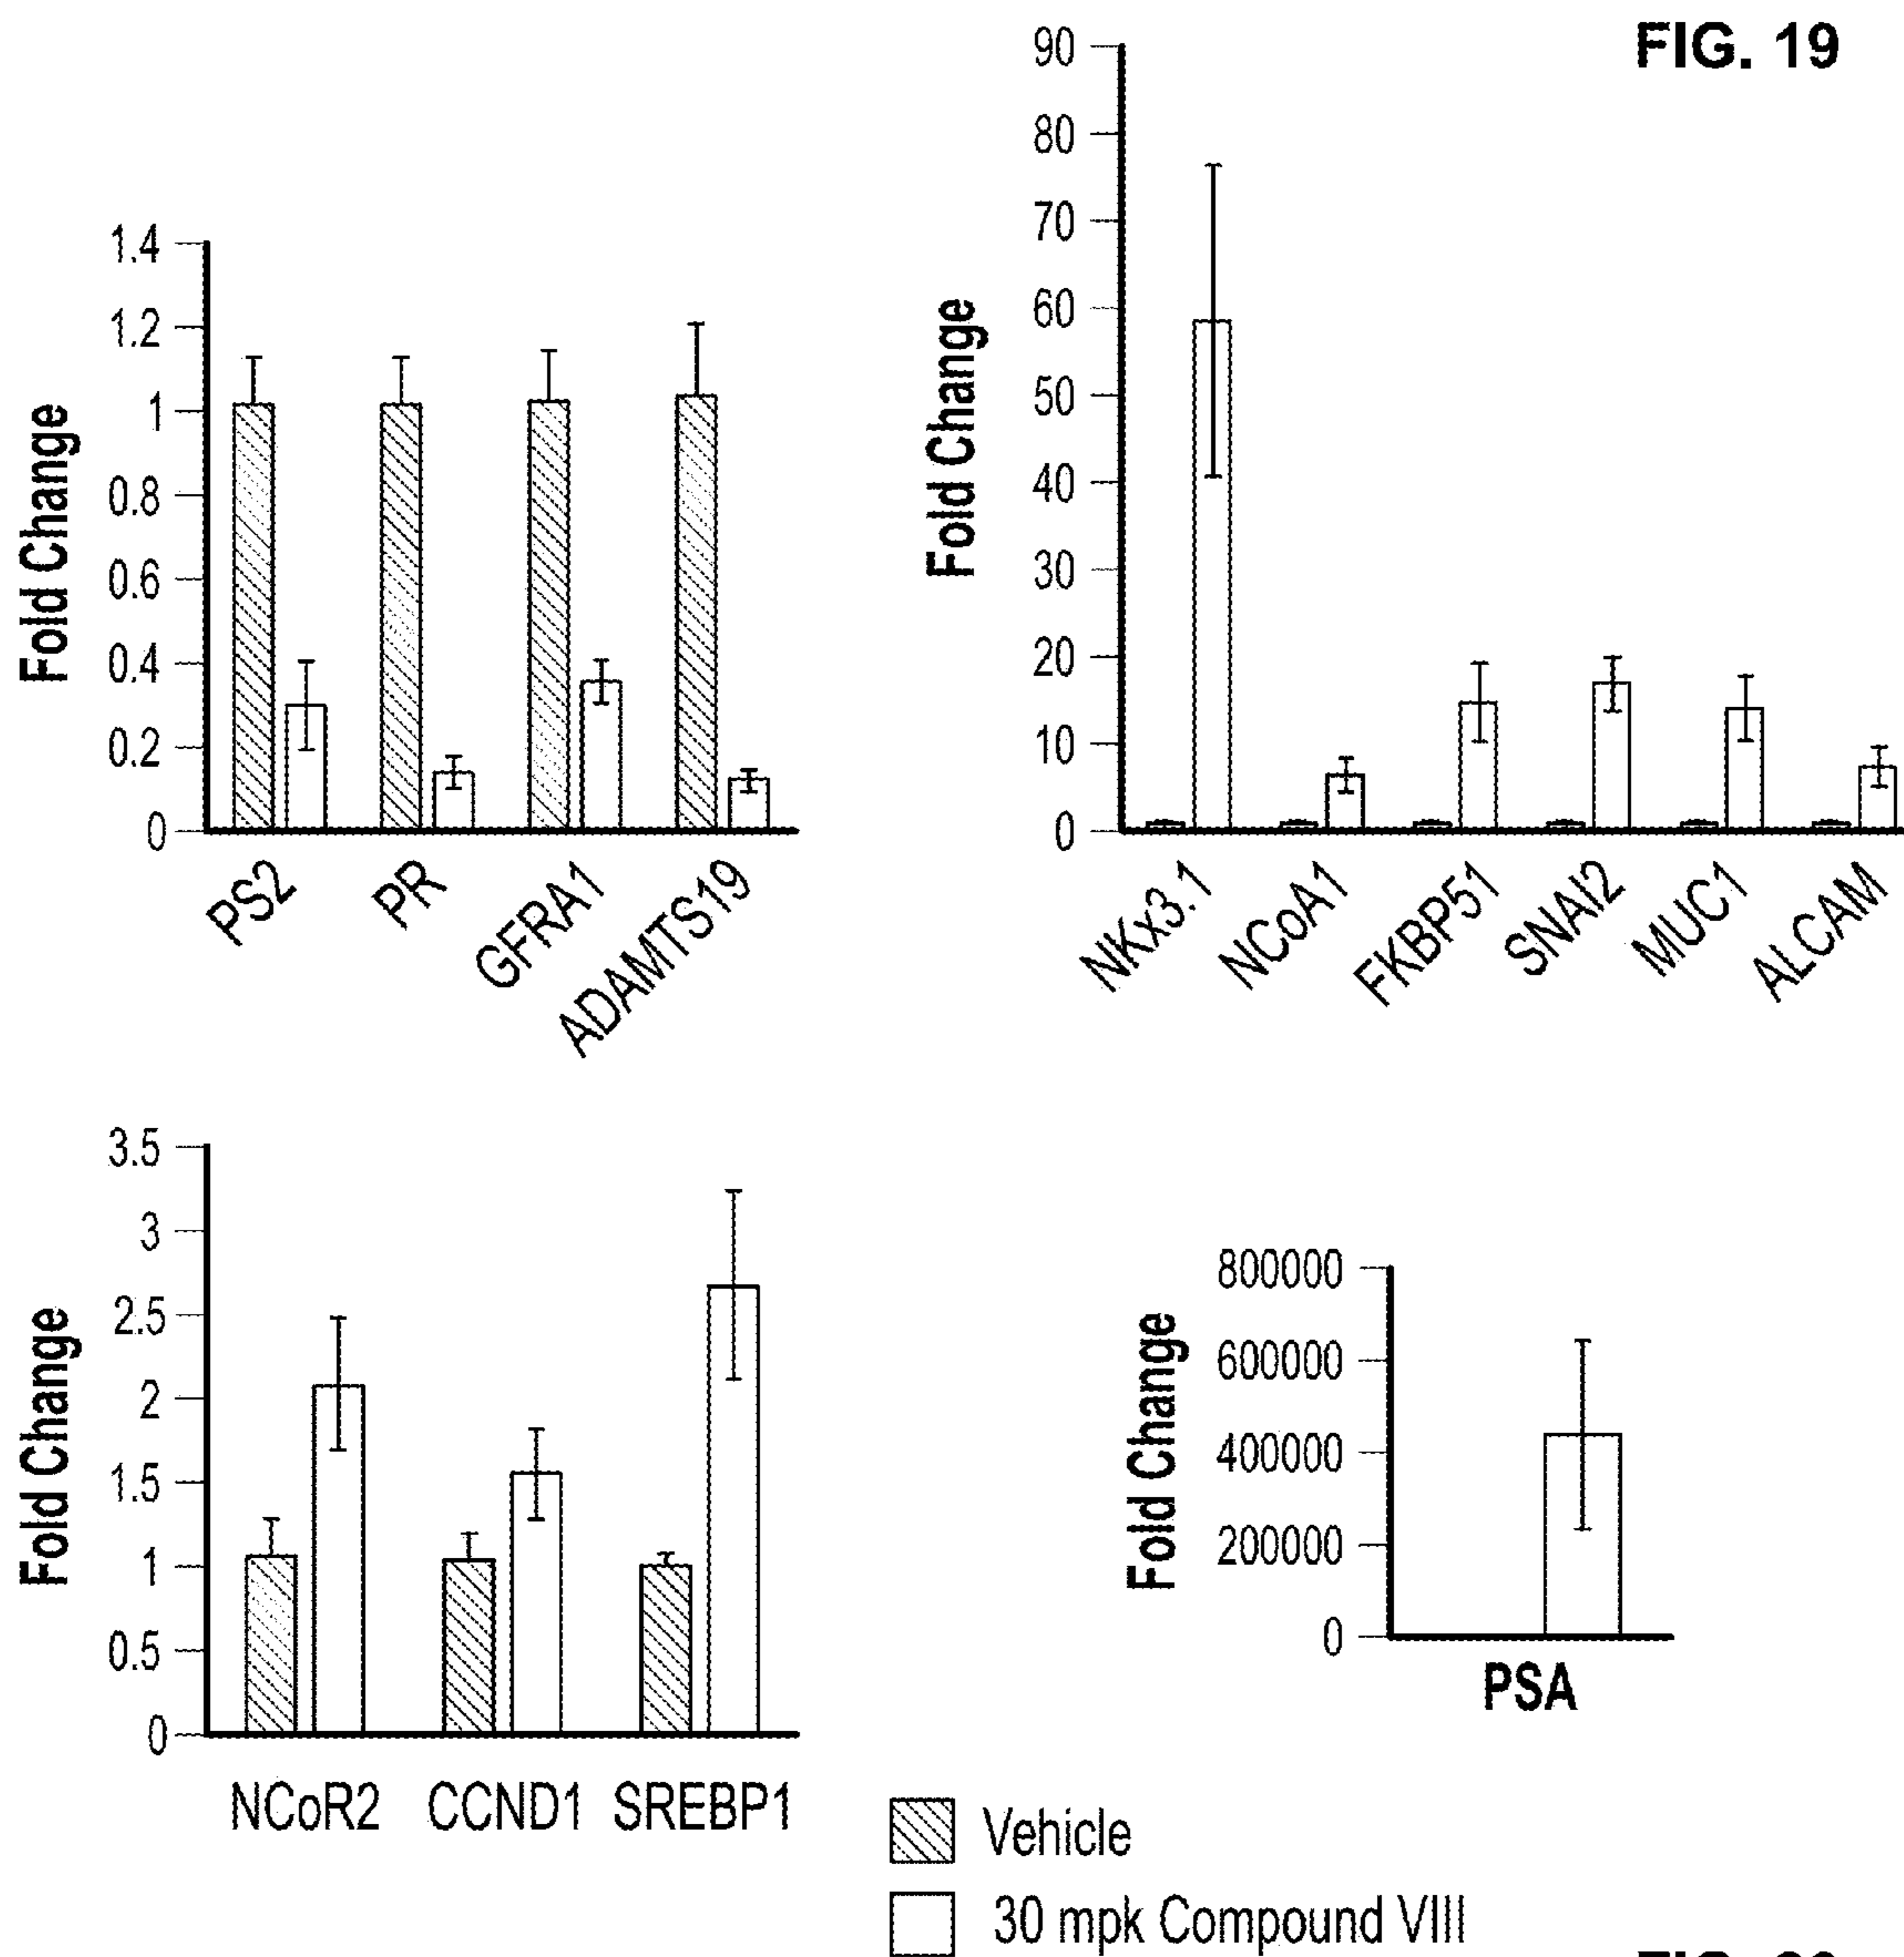 FIG. 19
Fold Change
1.4
1.2
1
0.8
0.6
0.4
0.2
0
PS2
PR
GFRA1
ADAMTS19
Fold Change
90
80
70
60
50
40
30
20
10
0
NKx3.1
NCoA1
FKBP51
SNAI2
MUC1
ALCAM
Fold Change
3.5
3
2.5
2
1.5
1
0.5
0
NCoR2 CCND1 SREBP1
Fold Change
800000
600000
400000
200000
0
PSA
Vehicle
30 mpk Compound VIII